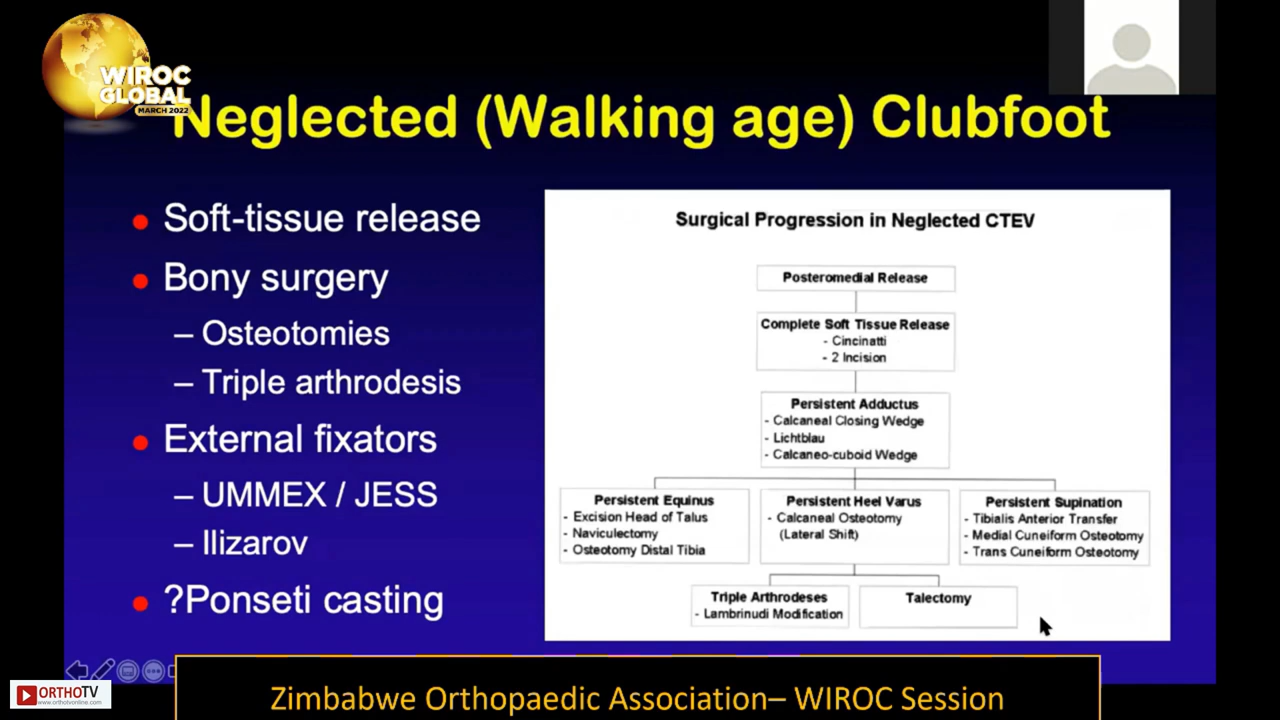 WIROC
GLOBAL
MARCH 2022
Neglected (Walking age) Clubfoot
Soft-tissue release
Bony surgery
– Osteotomies
– Triple arthrodesis
External fixators
– UMMEX / JESS
– Ilizarov
?Ponseti casting
Surgical Progression in Neglected CTEV
Posteromedial Release
Complete Soft Tissue Release
- Cincinatti
- 2 Incision
Persistent Adductus
- Calcaneal Closing Wedge
- Lichtblau
- Calcaneo-cuboid Wedge
Persistent Equinus
- Excision Head of Talus
- Naviculectomy
- Osteotomy Distal Tibia
Persistent Heel Varus
- Calcaneal Osteotomy
(Lateral Shift)
Persistent Supination
- Tibialis Anterior Transfer
- Medial Cuneiform Osteotomy
- Trans Cuneiform Osteotomy
Triple Arthrodeses
- Lambrinudi Modification
Talectomy
ORTHOTV
www.orthotvonline.com
Zimbabwe Orthopaedic Association– WIROC Session